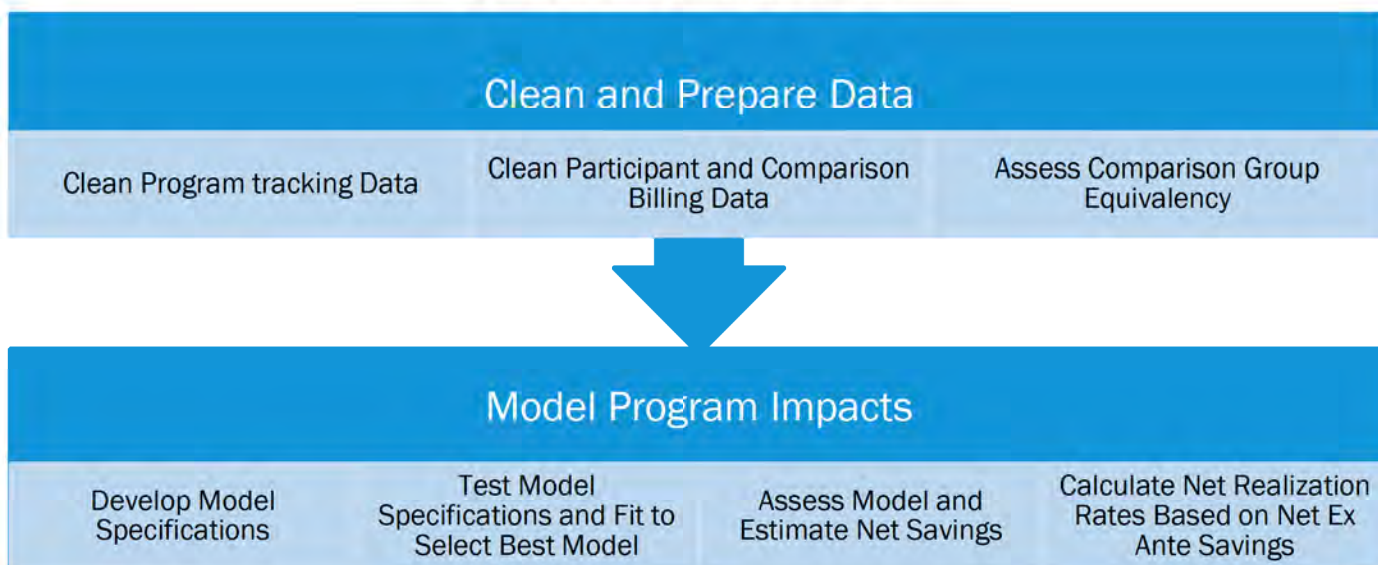 Clean and Prepare Data
Clean Program tracking Data
Clean Participant and Comparison
Billing Data
Assess Comparison Group
Equivalency
Model Program Impacts
Develop Model
Specifications
Test Model
Specifications and Fit to
Select Best Model
Assess Model and
Estimate Net Savings
Calculate Net Realization
Rates Based on Net Ex
Ante Savings